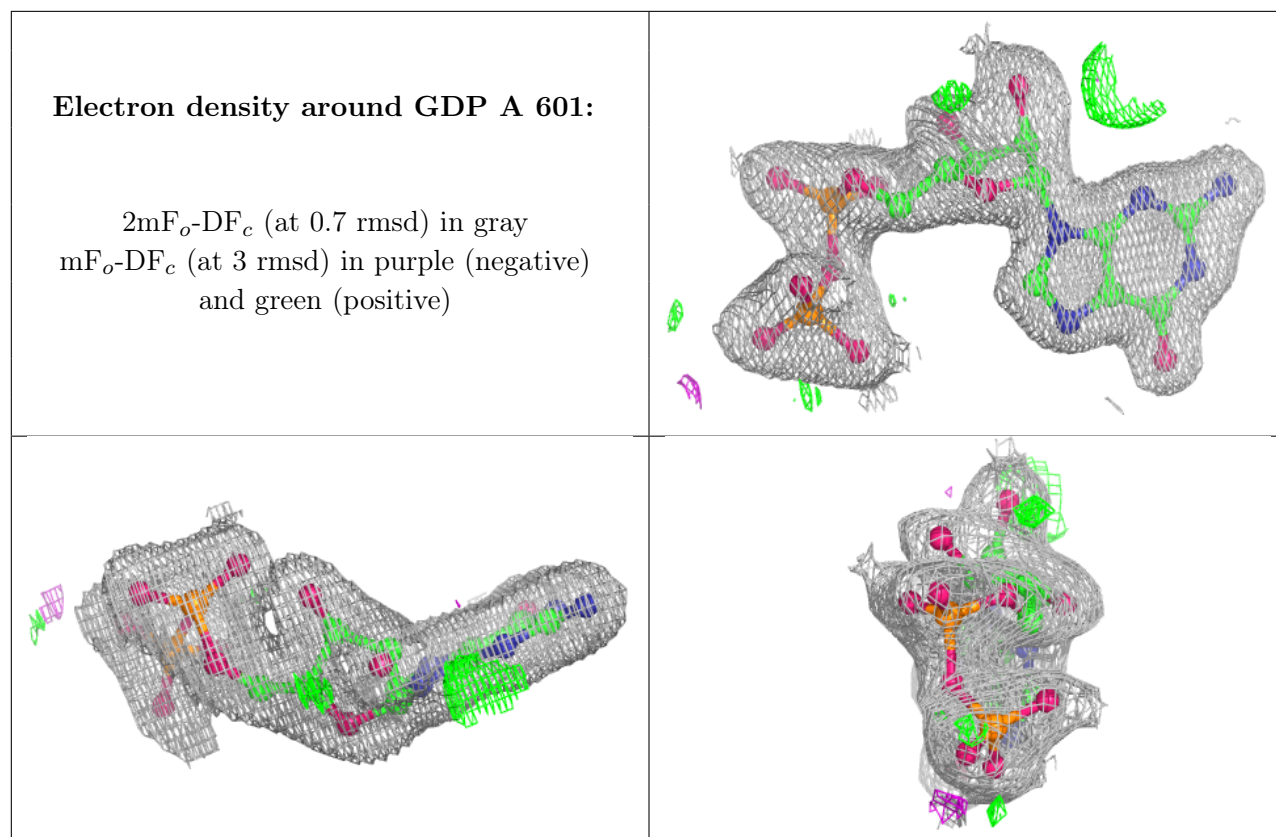 Electron density around GDP A 601:
2mFₒ-DF𝒸 (at 0.7 rmsd) in gray
mFₒ-DF𝒸 (at 3 rmsd) in purple (negative)
and green (positive)